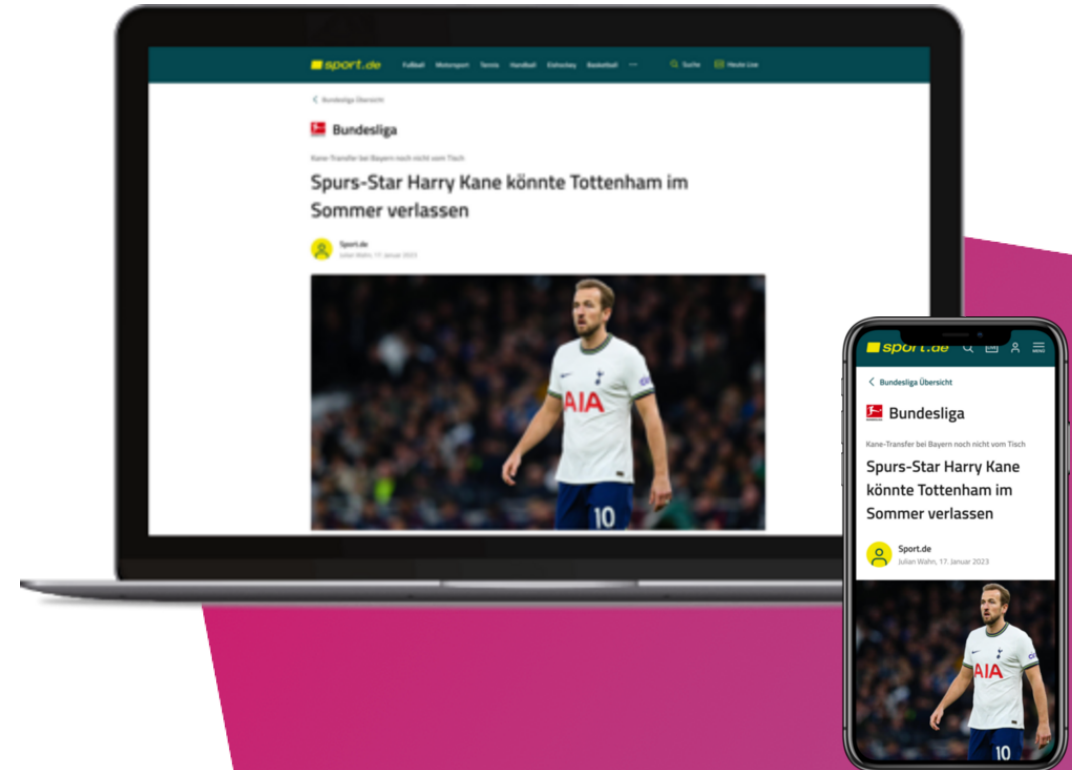 sport.de Fußball Motorsport Tennis Handball Eishockey Basketball ... Suche Heute Live
Bundesliga Übersicht
Bundesliga
Kane-Transfer bei Bayern noch nicht vom Tisch
Spurs-Star Harry Kane könnte Tottenham im
Sommer verlassen
Sport.de
Julian Wahn, 17. Januar 2023
AIA
10
sport.de MENÜ
Bundesliga Übersicht
Bundesliga
Kane-Transfer bei Bayern noch nicht vom Tisch
Spurs-Star Harry Kane
könnte Tottenham im
Sommer verlassen
Sport.de
Julian Wahn, 17. Januar 2023
AIA
10